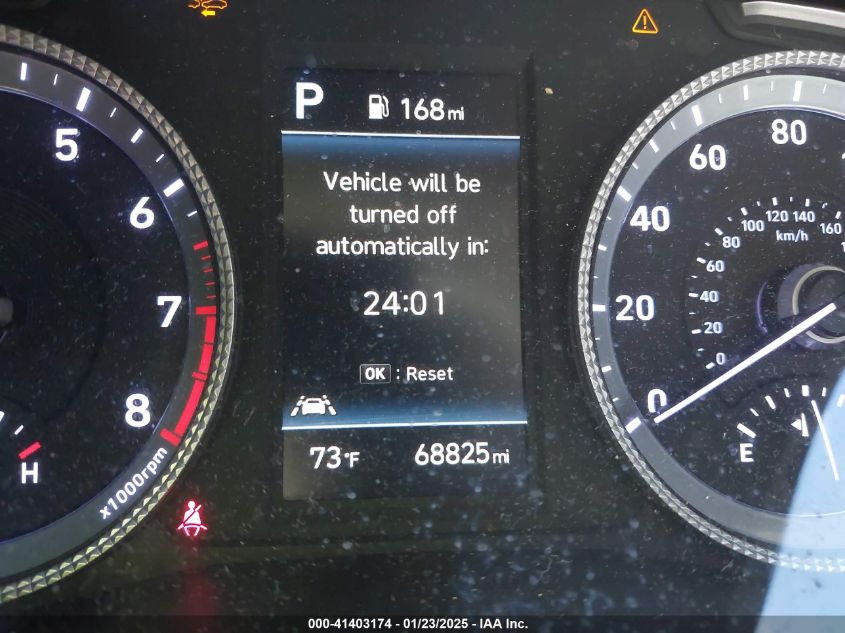 P 168mi
Vehicle will be
turned off
automatically in:
24:01
OK : Reset
73°F 68825mi
5
6
7
8
x1000rpm
H
0
20
40
60
80
0
20
40
60
80
100
120
140
160
km/h
E
000-41403174 - 01/23/2025 - IAA Inc.